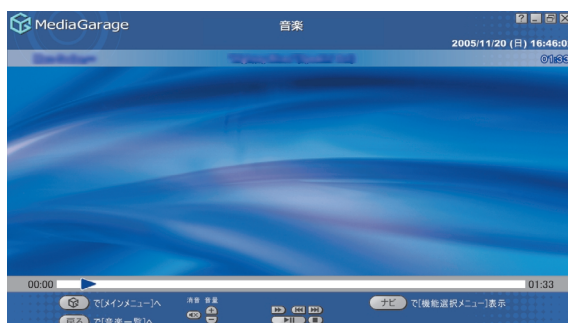 MediaGarage
音楽
2005/11/20 (日) 16:46:0
01:33
00:00
01:33
で[メインメニュー]へ
消音 音量
ナビ で[機能選択メニュー]表示
戻る で[音楽一覧]へ